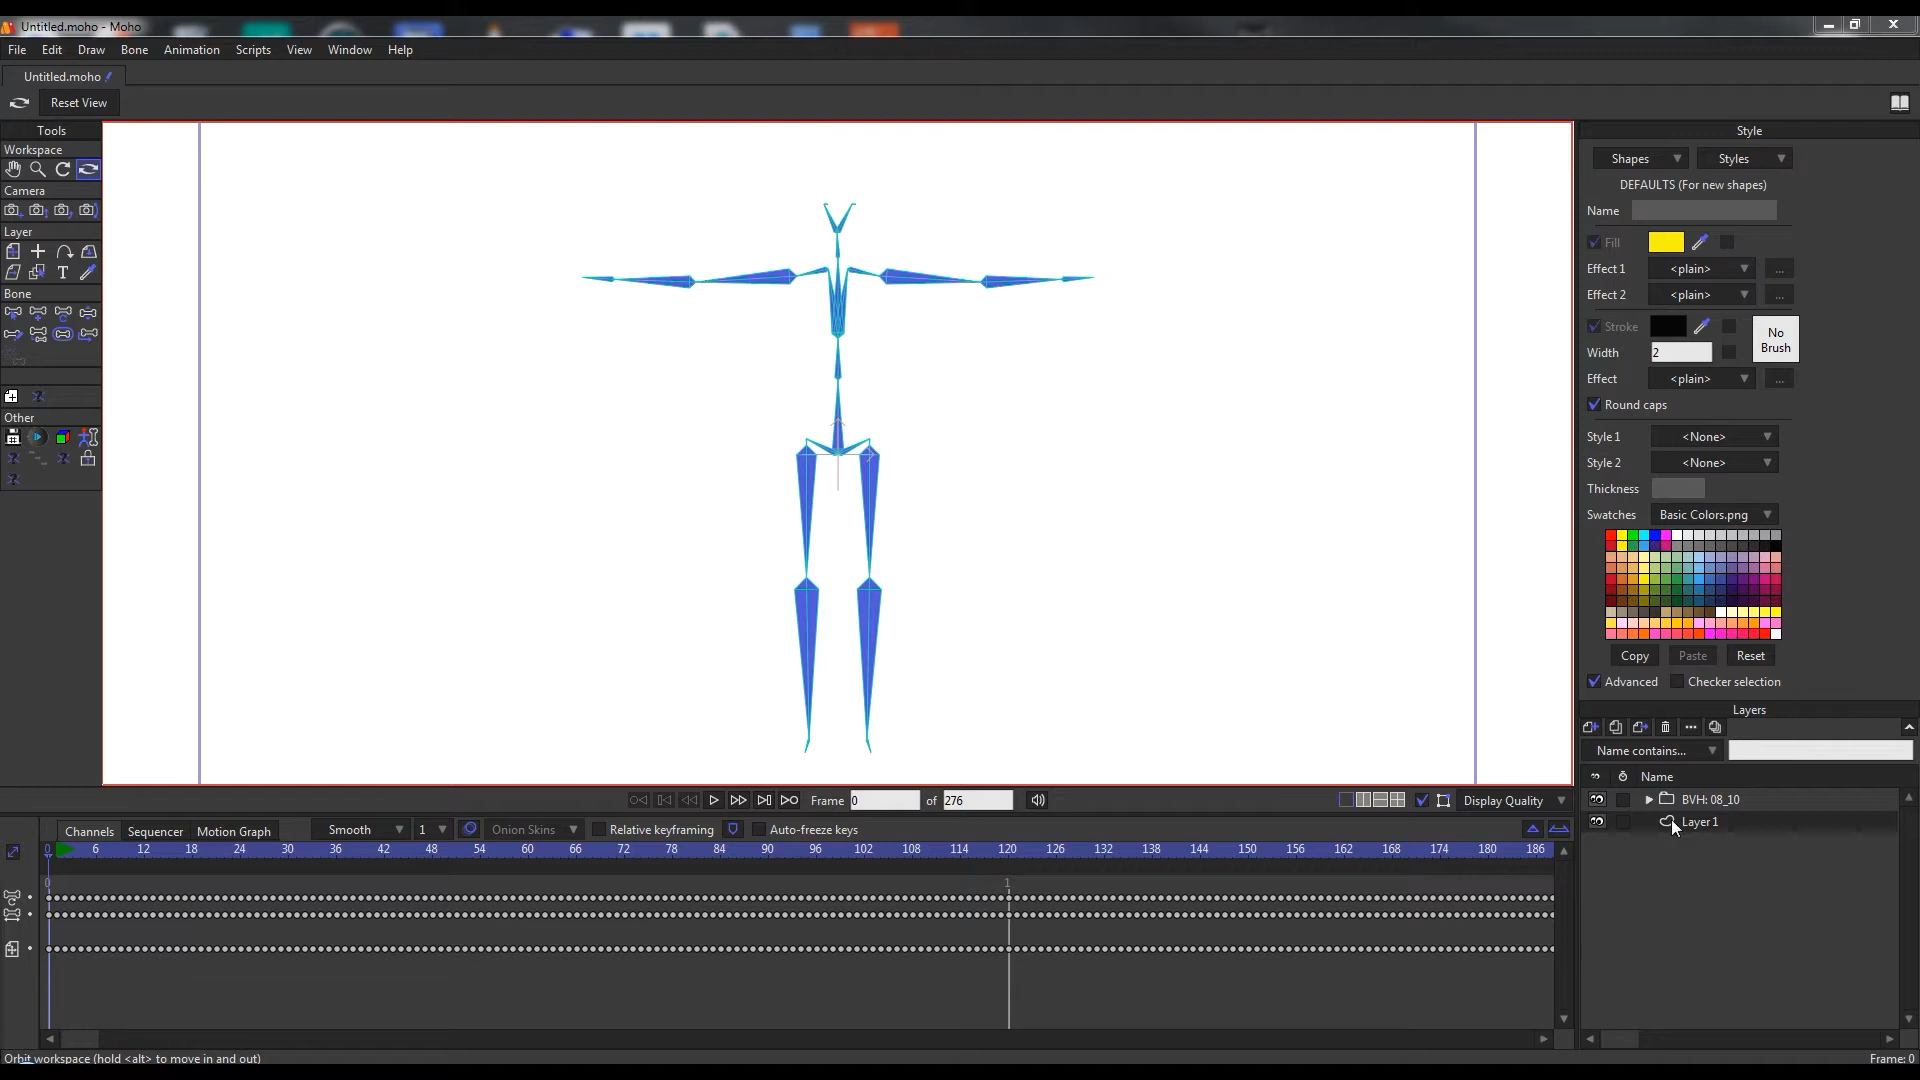 Untitled.moho - Moho
File Edit Draw Bone Animation Scripts View Window Help
Untitled.moho
Reset View
Tools
Workspace
Camera
Layer
T
Bone
Other
Style
Shapes Styles
DEFAULTS (For new shapes)
Name
Fill
Effect 1 <plain> ...
Effect 2 <plain> ...
Stroke
No
Brush
Width 2
Effect <plain> ...
Round caps
Style 1 <None>
Style 2 <None>
Thickness
Swatches Basic Colors.png
Copy Paste Reset
Advanced Checker selection
Layers
Name contains...
Name
BVH: 08_10
Layer 1
Frame 0 of 276 Display Quality
Channels Sequencer Motion Graph Smooth 1 Onion Skins Relative keyframing Auto-freeze keys
0 6 12 18 24 30 36 42 48 54 60 66 72 78 84 90 96 102 108 114 120 126 132 138 144 150 156 162 168 174 180 186
0 1
Orbit workspace (hold <alt> to move in and out) Frame: 0